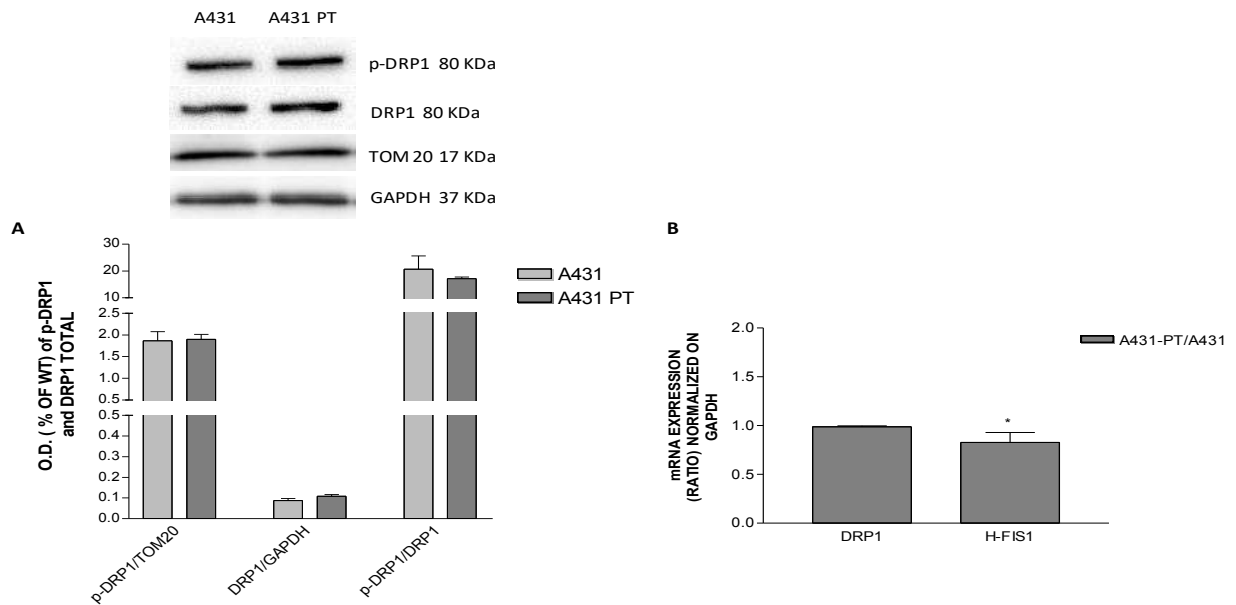 A431 A431 PT
p-DRP1 80 KDa
DRP1 80 KDa
TOM 20 17 KDa
GAPDH 37 KDa
A
O.D. ( % OF WT) of p-DRP1
and DRP1 TOTAL
30
20
10
2.5
2.0
1.5
1.0
0.5
0.5
0.4
0.3
0.2
0.1
0.0
p-DRP1/TOM20
DRP1/GAPDH
p-DRP1/DRP1
A431
A431 PT
B
mRNA EXPRESSION
(RATIO) NORMALIZED ON
GAPDH
2.0
1.5
1.0
0.5
0.0
*
DRP1 H-FIS1
A431-PT/A431